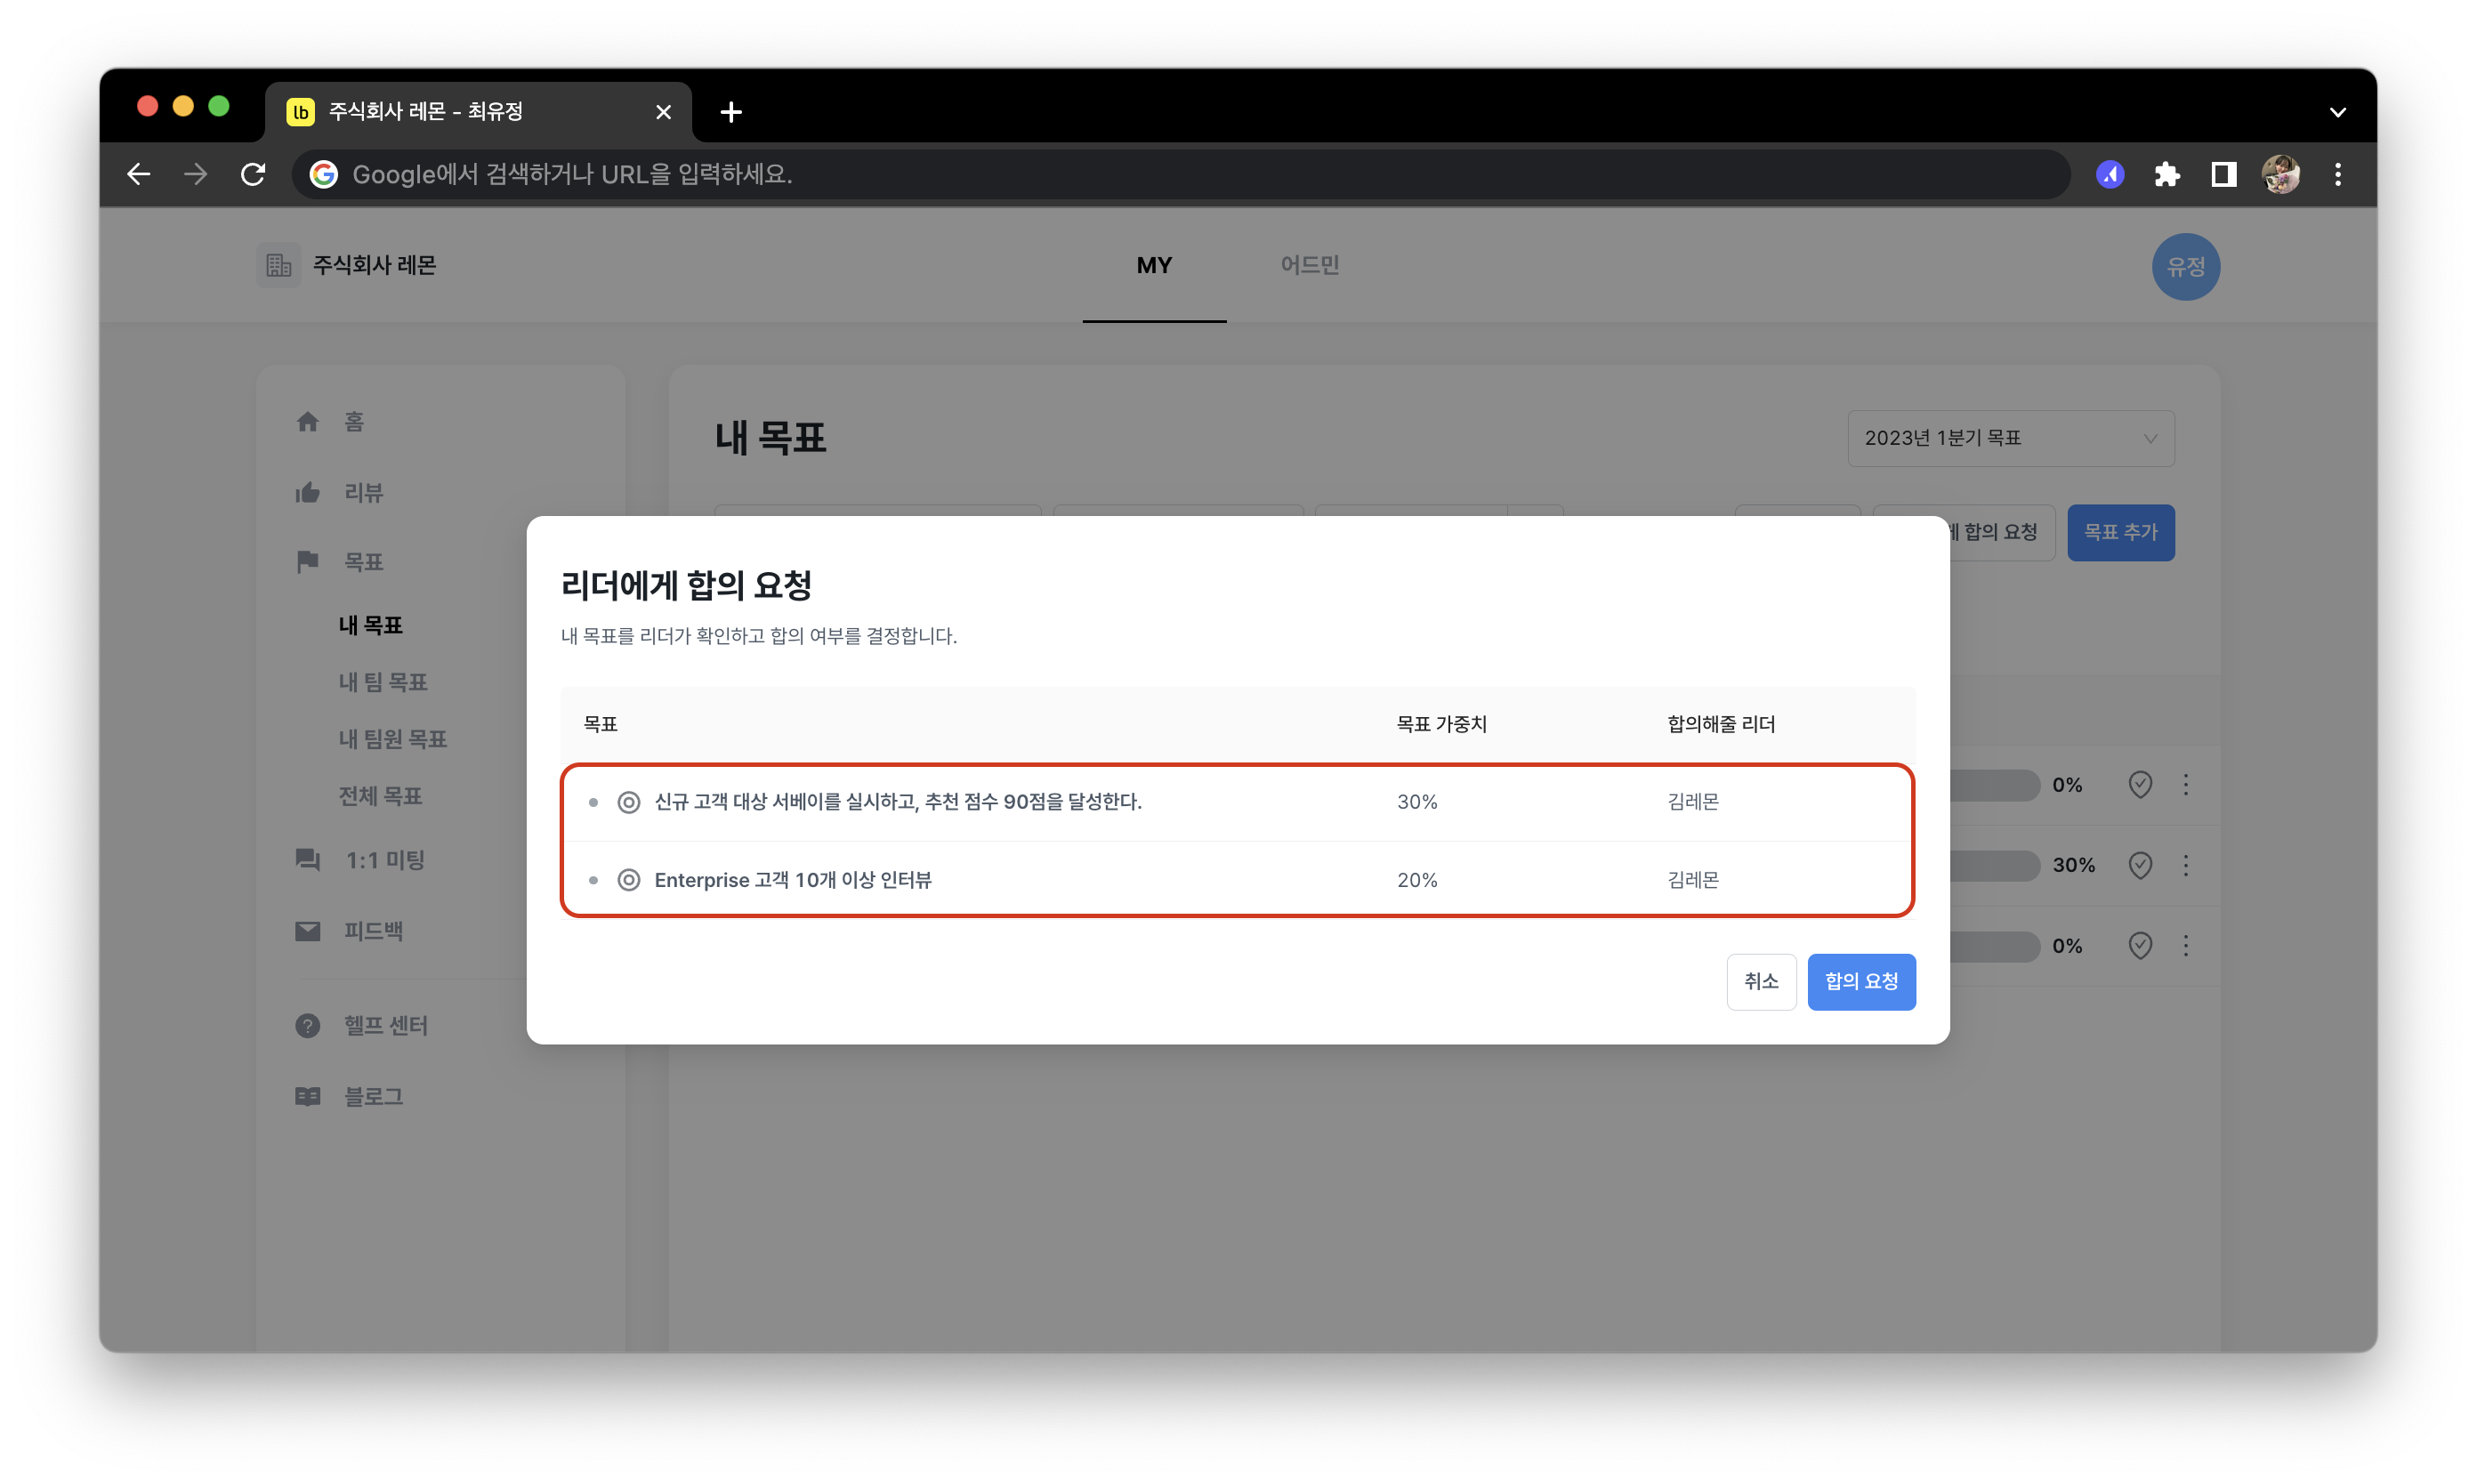 lb 주식회사 레몬 - 최유정
Google에서 검색하거나 URL을 입력하세요.
주식회사 레몬
MY
어드민
유정
홈
리뷰
목표
내 목표
내 팀 목표
내 팀원 목표
전체 목표
1:1 미팅
피드백
헬프 센터
블로그
내 목표
2023년 1분기 목표
합의 요청
목표 추가
리더에게 합의 요청
내 목표를 리더가 확인하고 합의 여부를 결정합니다.
목표 목표 가중치 합의해줄 리더
신규 고객 대상 서베이를 실시하고, 추천 점수 90점을 달성한다. 30% 김레몬
Enterprise 고객 10개 이상 인터뷰 20% 김레몬
취소 합의 요청
0%
30%
0%